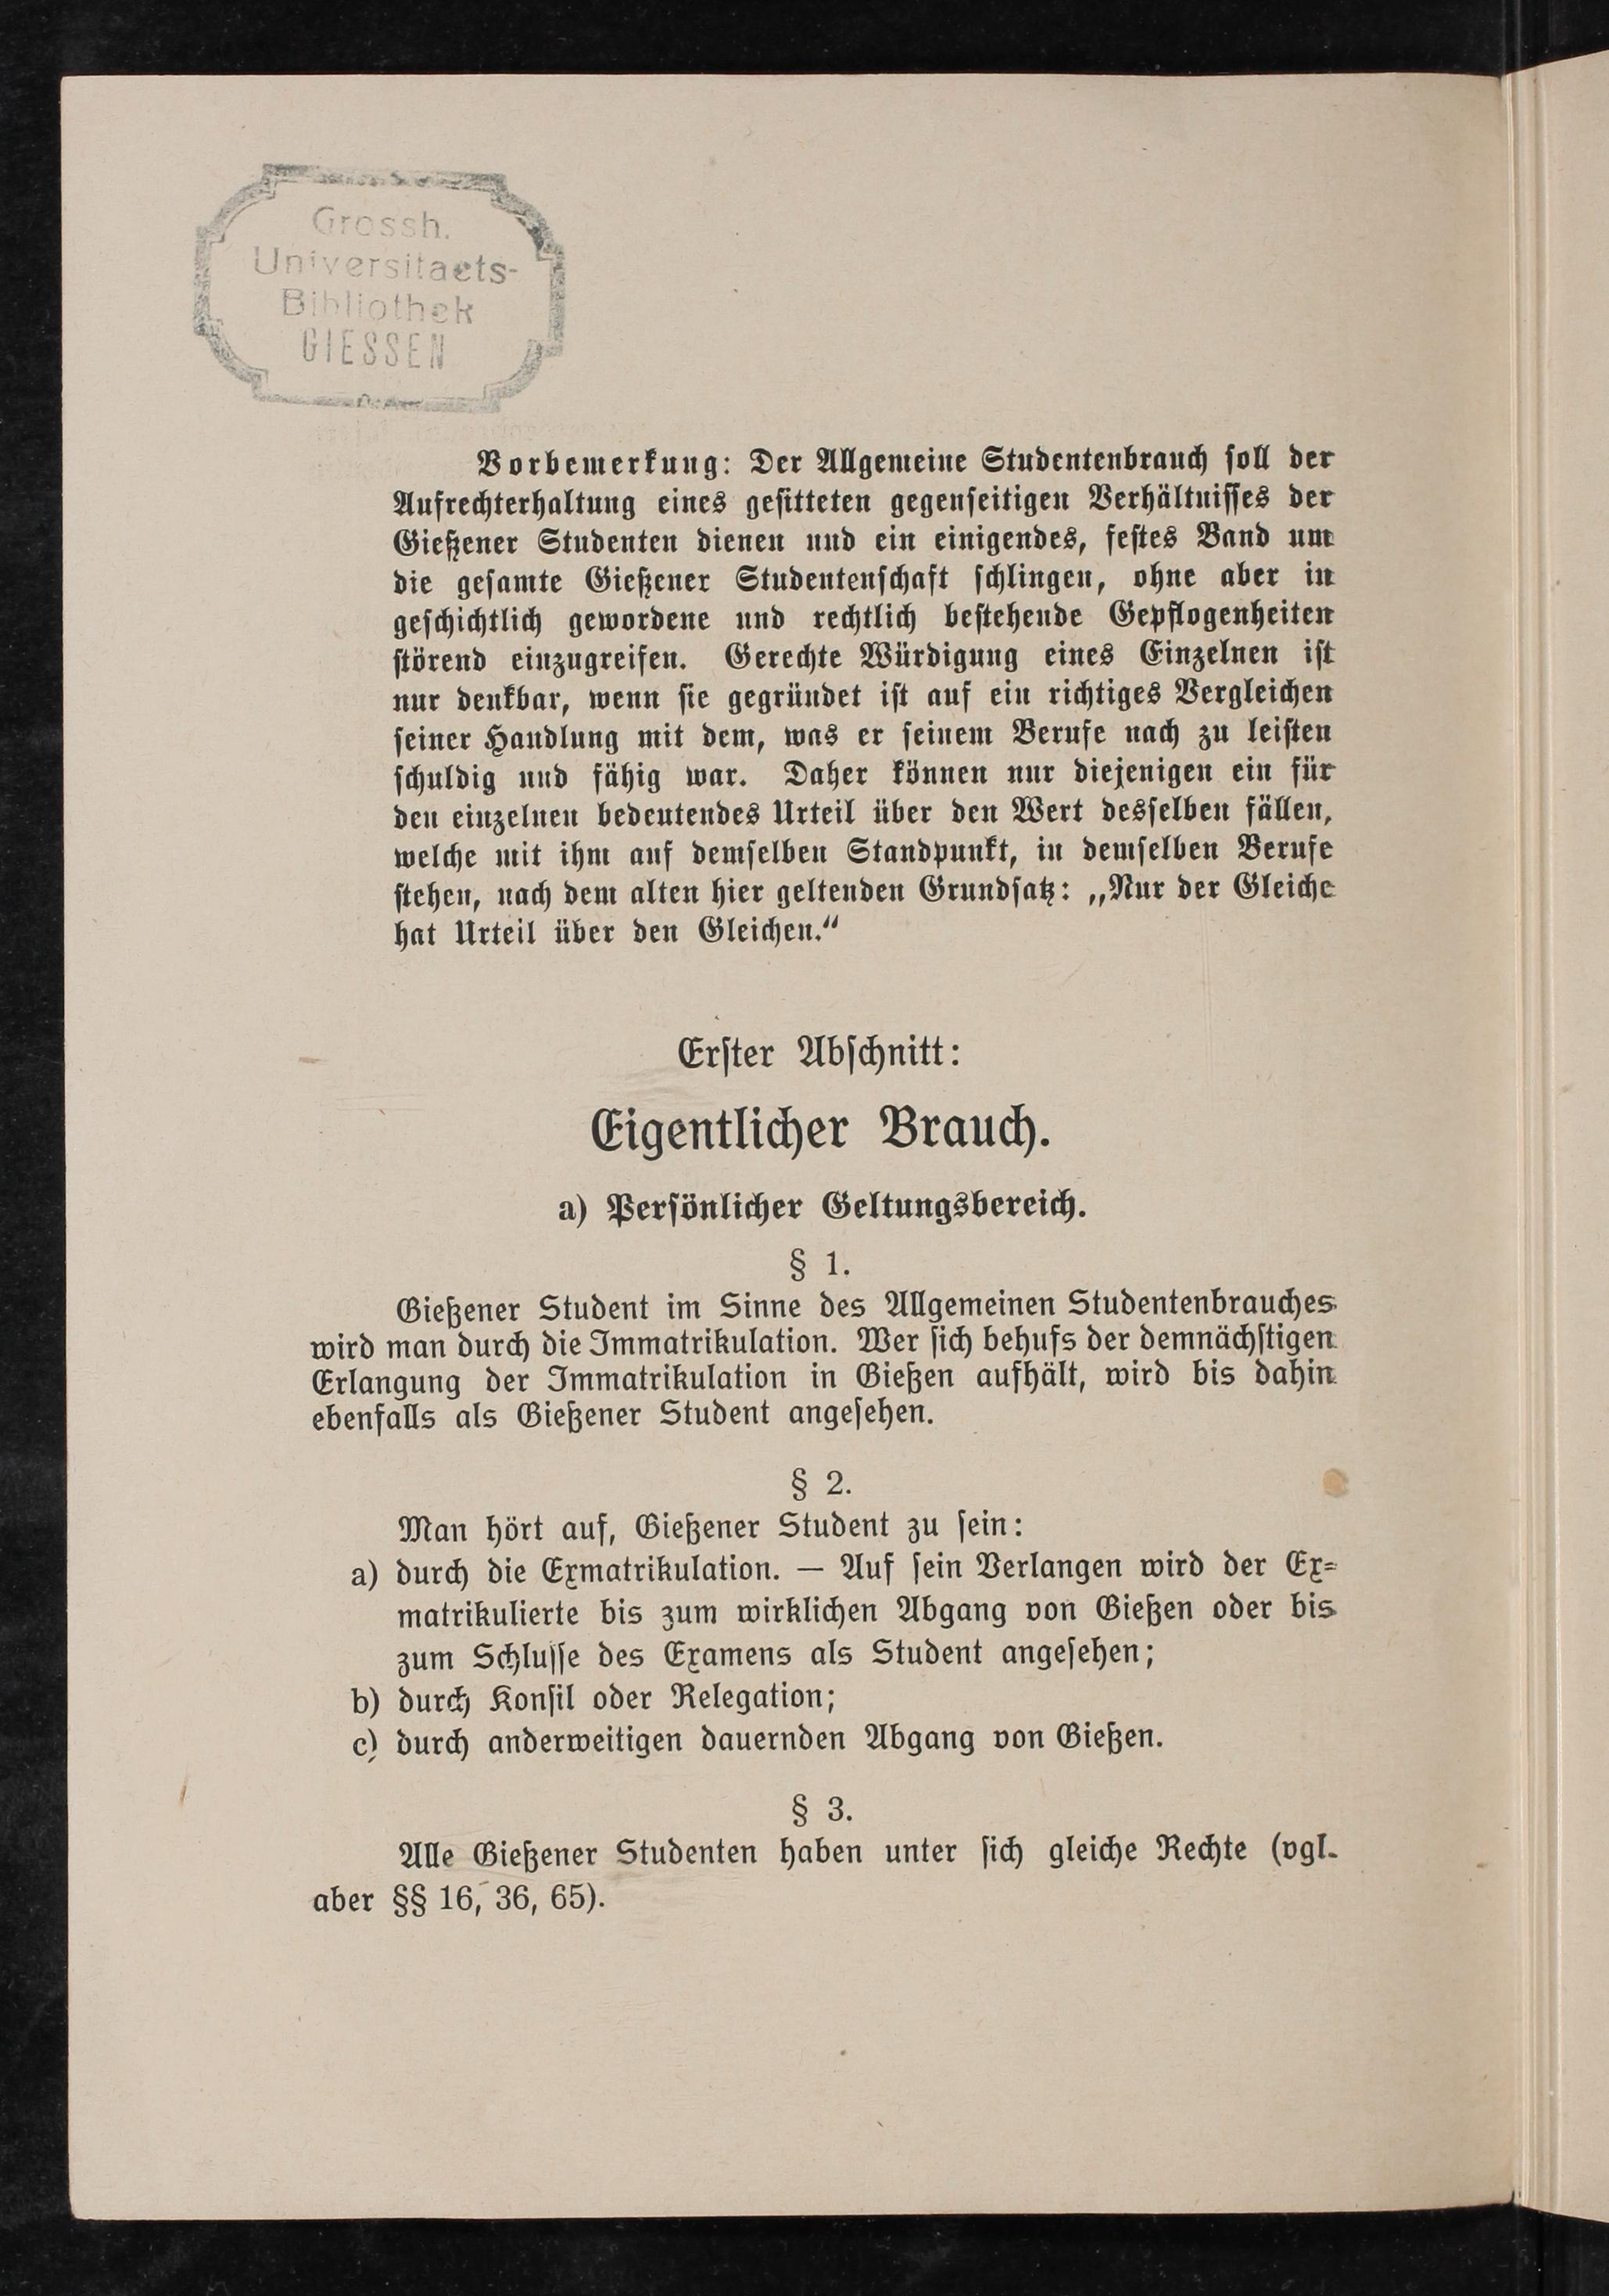 Grossh.
Universitaets-
Bibliothek
GIESSEN
Vorbemerkung: Der Allgemeine Studentenbrauch soll der
Aufrechterhaltung eines gesitteten gegenseitigen Verhältnisses der
Gießener Studenten dienen und ein einigendes, festes Band um
die gesamte Gießener Studentenschaft schlingen, ohne aber in
geschichtlich gewordene und rechtlich bestehende Gepflogenheiten
störend einzugreifen. Gerechte Würdigung eines Einzelnen ist
nur denkbar, wenn sie gegründet ist auf ein richtiges Vergleichen
seiner Handlung mit dem, was er seinem Berufe nach zu leisten
schuldig und fähig war. Daher können nur diejenigen ein für
den einzelnen bedeutendes Urteil über den Wert desselben fällen,
welche mit ihm auf demselben Standpunkt, in demselben Berufe
stehen, nach dem alten hier geltenden Grundsatz: „Nur der Gleiche
hat Urteil über den Gleichen.“
Erster Abschnitt:
Eigentlicher Brauch.
a) Persönlicher Geltungsbereich.
§ 1.
Gießener Student im Sinne des Allgemeinen Studentenbrauches
wird man durch die Immatrikulation. Wer sich behufs der demnächstigen
Erlangung der Immatrikulation in Gießen aufhält, wird bis dahin
ebenfalls als Gießener Student angesehen.
§ 2.
Man hört auf, Gießener Student zu sein:
a) durch die Exmatrikulation. — Auf sein Verlangen wird der Ex-
matrikulierte bis zum wirklichen Abgang von Gießen oder bis
zum Schlusse des Examens als Student angesehen;
b) durch Konsil oder Relegation;
c) durch anderweitigen dauernden Abgang von Gießen.
§ 3.
Alle Gießener Studenten haben unter sich gleiche Rechte (vgl.
aber §§ 16, 36, 65).